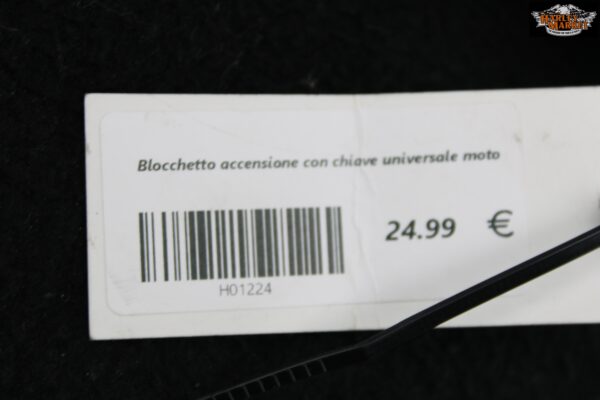 Blocchetto accensione con chiave universale moto
24.99 €
H01224